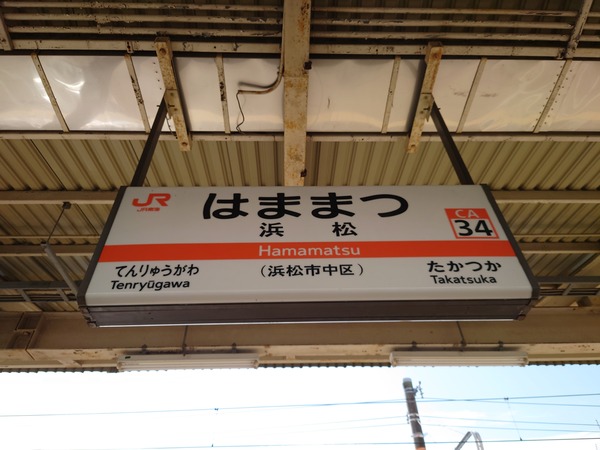 JR
JR東海
はままつ
浜 松
CA
34
Hamamatsu
てんりゅうがわ
Tenryūgawa
(浜松市中区)
たかつか
Takatsuka